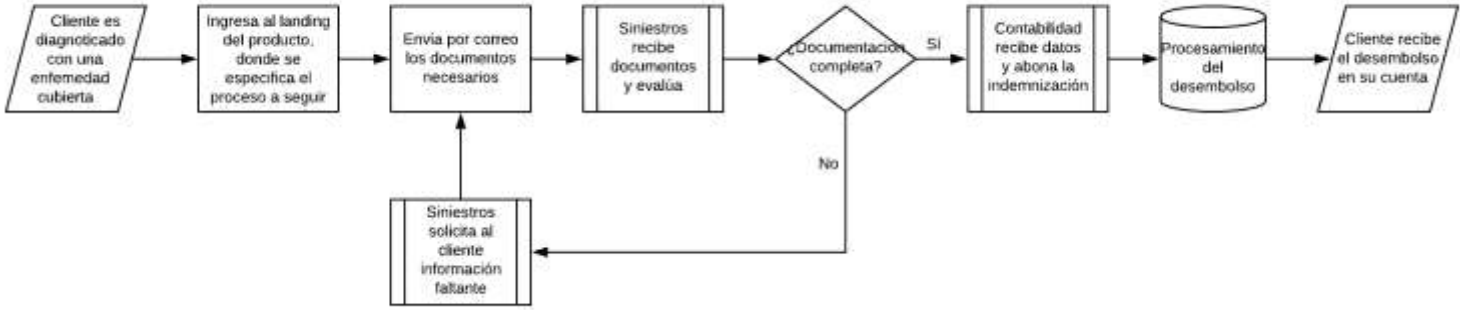 Cliente es
diagnoticado
con una
enfemedad
cubierta
Ingresa al landing
del producto,
donde se
especifica el
proceso a seguir
Envía por correo
los documentos
necesarios
Siniestros
recibe
documentos
y evalúa
¿Documentación
completa?
Sí
Contabilidad
recibe datos
y abona la
indemnización
Procesamiento
del
desembolso
Cliente recibe
el desembolso
en su cuenta
No
Siniestros
solicita al
cliente
información
faltante